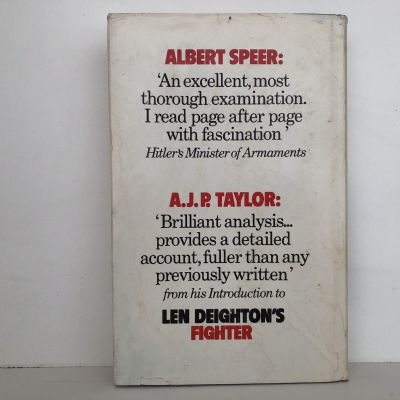 ALBERT SPEER:
‘An excellent, most
thorough examination.
I read page after page
with fascination’
Hitler's Minister of Armaments
A.J.P. TAYLOR:
‘Brilliant analysis...
provides a detailed
account, fuller than any
previously written’
from his Introduction to
LEN DEIGHTON'S
FIGHTER